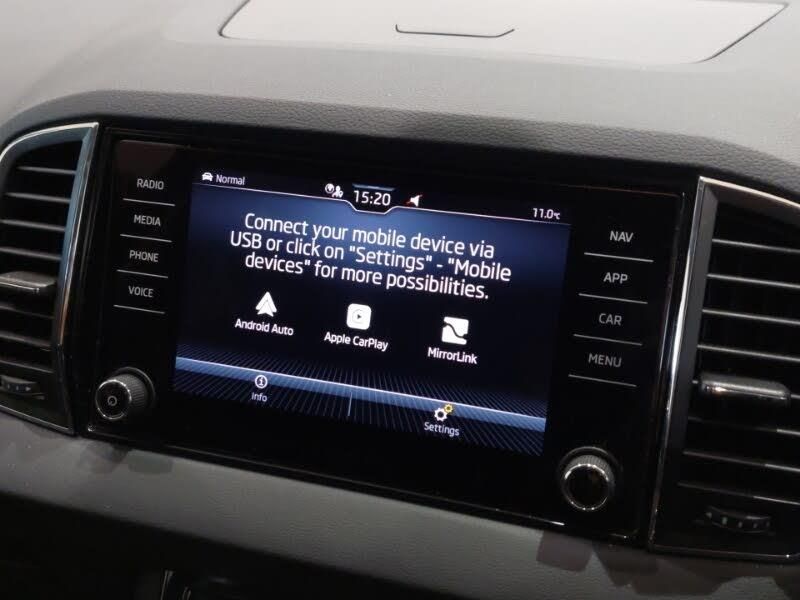 RADIO
MEDIA
PHONE
VOICE
Normal
15:20
11.0°C
Connect your mobile device via
USB or click on "Settings" - "Mobile
devices" for more possibilities.
Android Auto
Apple CarPlay
MirrorLink
Info
Settings
NAV
APP
CAR
MENU